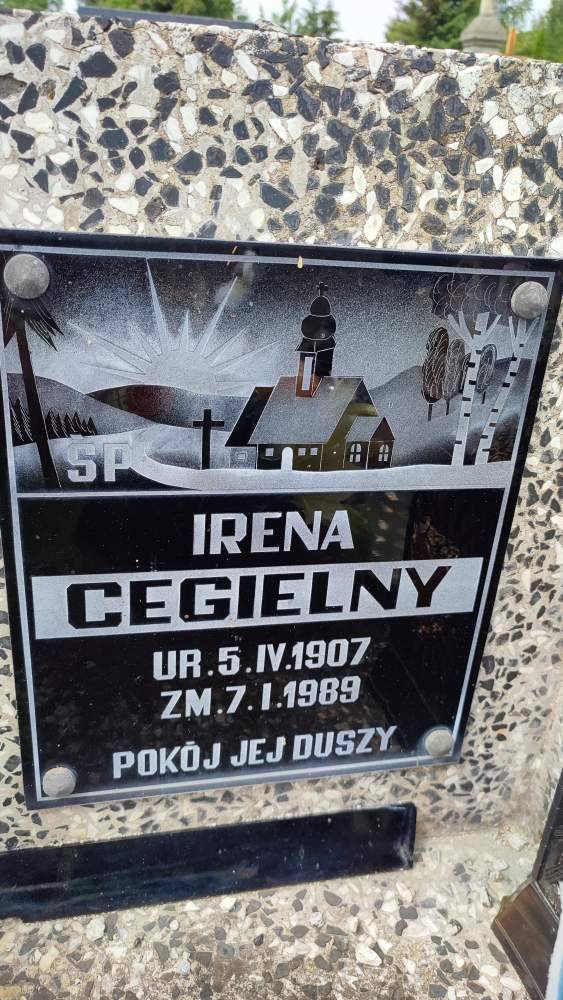 ŚP
IRENA
CEGIELNY
UR.5.IV.1907
ZM.7.I.1989
POKÓJ JEJ DUSZY